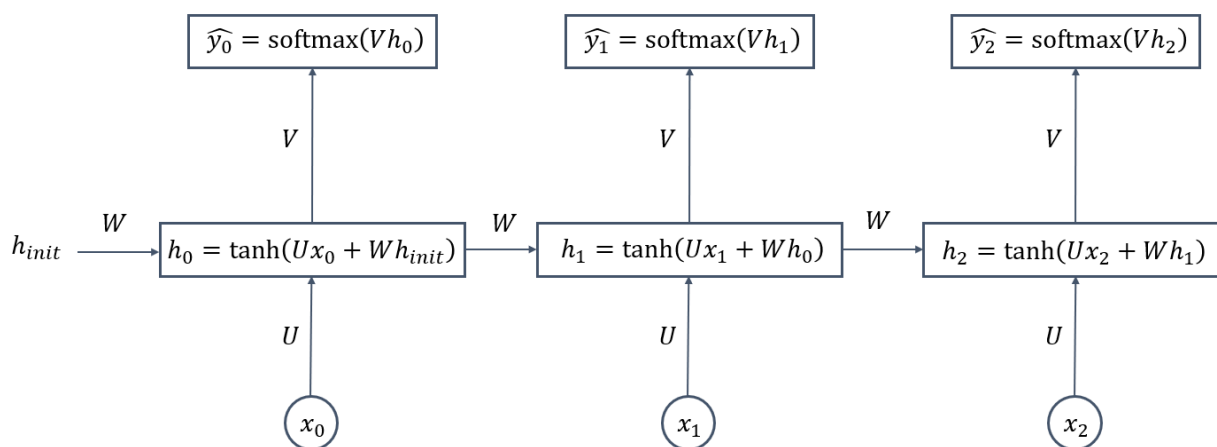 ŷ₀ = softmax(Vh₀) ŷ₁ = softmax(Vh₁) ŷ₂ = softmax(Vh₂)
V V V
W W W
h_init h₀ = tanh(Ux₀ + Wh_init) h₁ = tanh(Ux₁ + Wh₀) h₂ = tanh(Ux₂ + Wh₁)
U U U
x₀ x₁ x₂